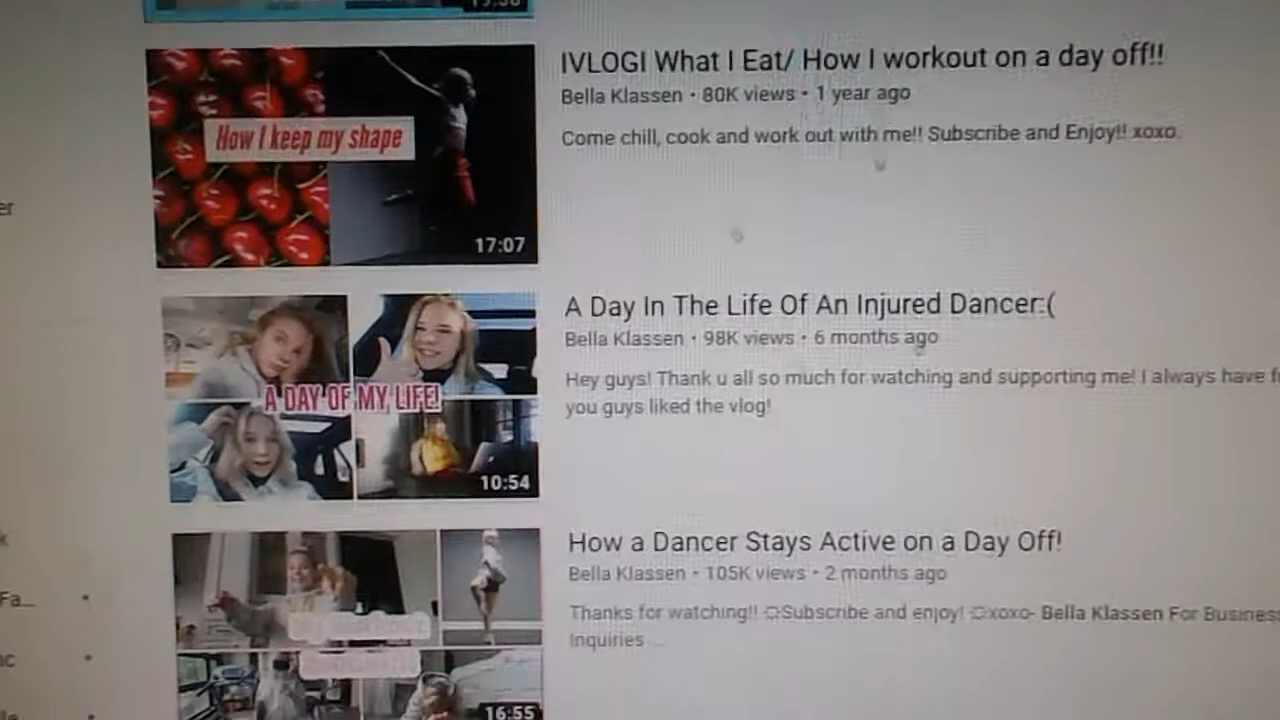 IVLOGI What I Eat/ How I workout on a day off!!
Bella Klassen • 80K views • 1 year ago
Come chill, cook and work out with me!! Subscribe and Enjoy!! xoxo.
How I keep my shape
17:07
A Day In The Life Of An Injured Dancer:(
Bella Klassen • 98K views • 6 months ago
Hey guys! Thank u all so much for watching and supporting me! I always have
you guys liked the vlog!
A DAY OF MY LIFE!
10:54
How a Dancer Stays Active on a Day Off!
Bella Klassen • 105K views • 2 months ago
Thanks for watching!! Subscribe and enjoy! xoxo- Bella Klassen For Business
Inquiries ...
16:55